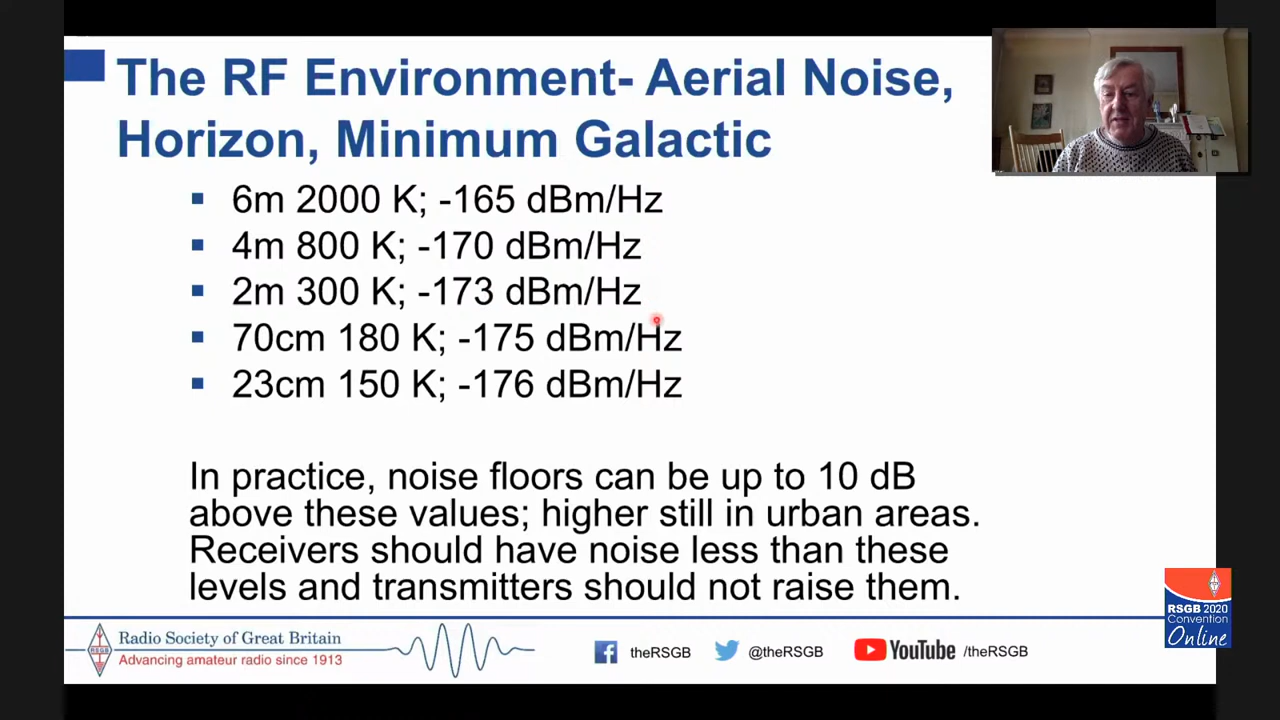 The RF Environment- Aerial Noise,
Horizon, Minimum Galactic
6m 2000 K; -165 dBm/Hz
4m 800 K; -170 dBm/Hz
2m 300 K; -173 dBm/Hz
70cm 180 K; -175 dBm/Hz
23cm 150 K; -176 dBm/Hz
In practice, noise floors can be up to 10 dB
above these values; higher still in urban areas.
Receivers should have noise less than these
levels and transmitters should not raise them.
RSGB 2020
Convention
Online
RSGB
Radio Society of Great Britain
Advancing amateur radio since 1913
theRSGB
@theRSGB
YouTube /theRSGB